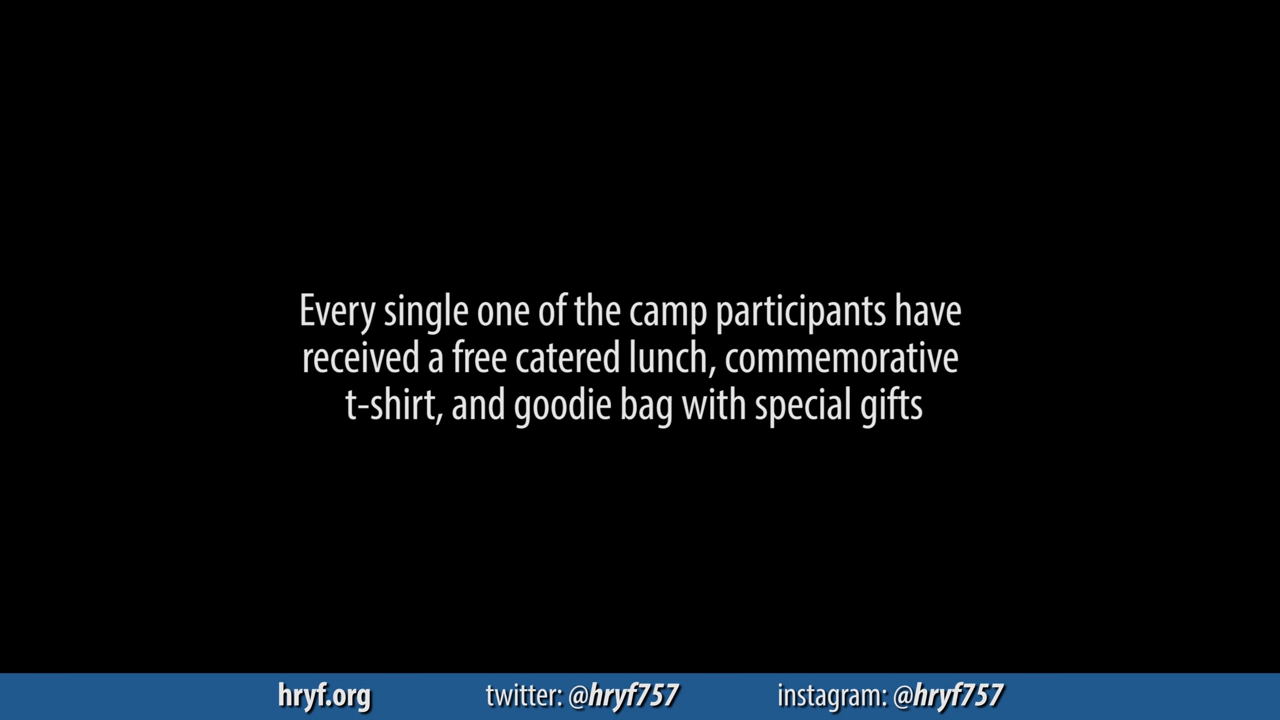 Every single one of the camp participants have
received a free catered lunch, commemorative
t-shirt, and goodie bag with special gifts
hryf.org twitter: @hryf757 instagram: @hryf757